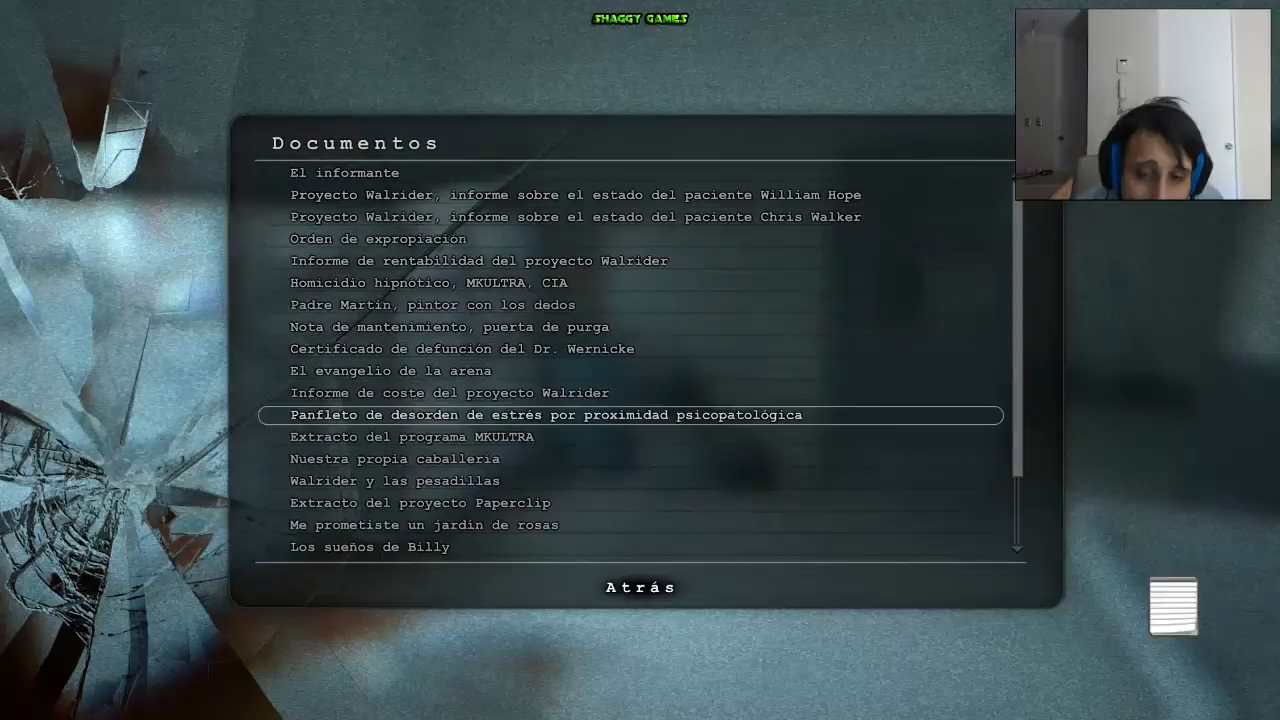 SHAGGY GAMES
Documentos
El informante
Proyecto Walrider, informe sobre el estado del paciente William Hope
Proyecto Walrider, informe sobre el estado del paciente Chris Walker
Orden de expropiación
Informe de rentabilidad del proyecto Walrider
Homicidio hipnótico, MKULTRA, CIA
Padre Martin, pintor con los dedos
Nota de mantenimiento, puerta de purga
Certificado de defunción del Dr. Wernicke
El evangelio de la arena
Informe de coste del proyecto Walrider
Panfleto de desorden de estrés por proximidad psicopatológica
Extracto del programa MKULTRA
Nuestra propia caballería
Walrider y las pesadillas
Extracto del proyecto Paperclip
Me prometiste un jardín de rosas
Los sueños de Billy
Atrás